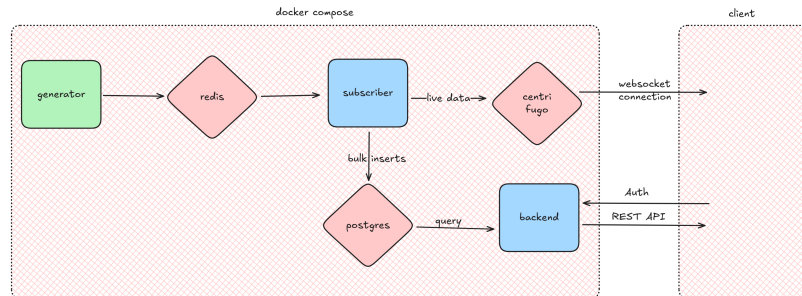 docker compose
client
generator
redis
subscriber
live data
centri
fugo
websocket
connection
bulk inserts
postgres
query
backend
Auth
REST API